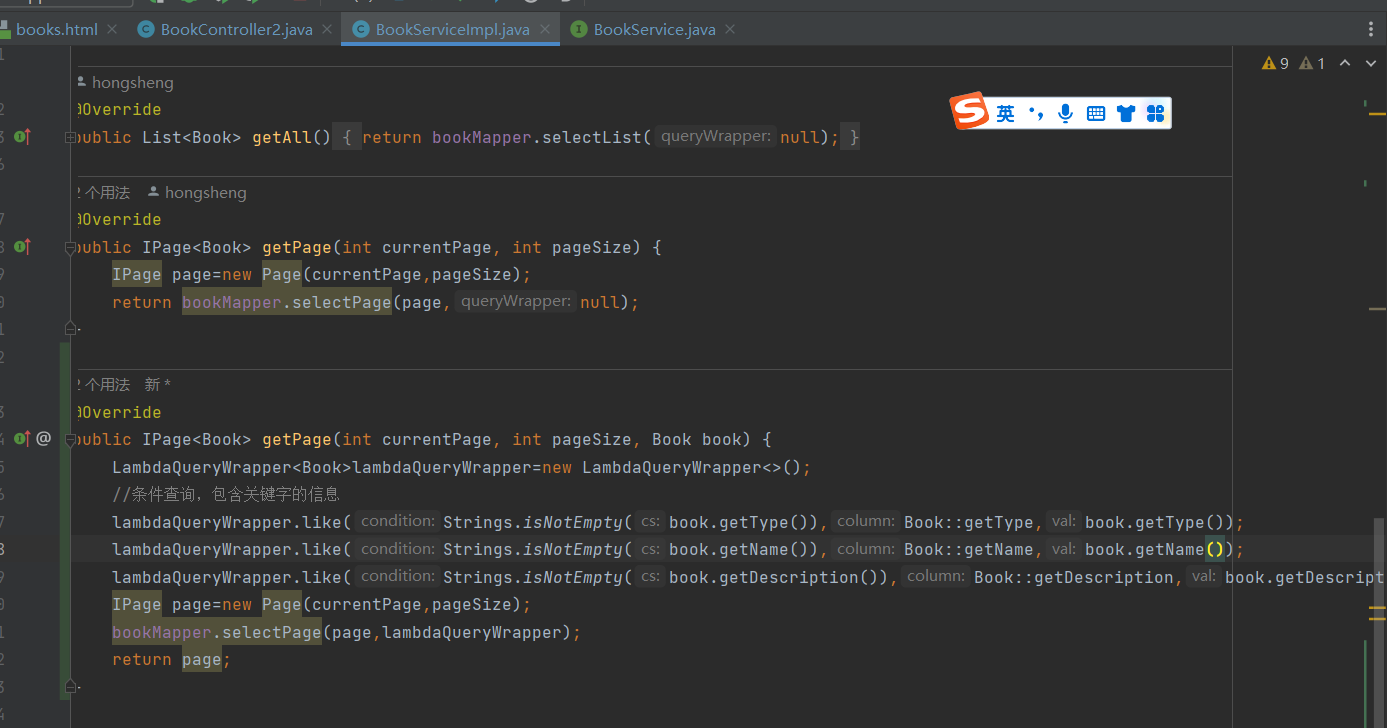 books.html
BookController2.java
BookServiceImpl.java
BookService.java
9 1
hongsheng
@Override
public List<Book> getAll() { return bookMapper.selectList( queryWrapper: null); }
2 个用法 hongsheng
@Override
public IPage<Book> getPage(int currentPage, int pageSize) {
IPage page=new Page(currentPage,pageSize);
return bookMapper.selectPage(page, queryWrapper: null);
2 个用法 新 *
@Override
public IPage<Book> getPage(int currentPage, int pageSize, Book book) {
LambdaQueryWrapper<Book>lambdaQueryWrapper=new LambdaQueryWrapper<>();
//条件查询，包含关键字的信息
lambdaQueryWrapper.like( condition: Strings.isNotEmpty( cs: book.getType()), column: Book::getType, val: book.getType());
lambdaQueryWrapper.like( condition: Strings.isNotEmpty( cs: book.getName()), column: Book::getName, val: book.getName());
lambdaQueryWrapper.like( condition: Strings.isNotEmpty( cs: book.getDescription()), column: Book::getDescription, val: book.getDescript
IPage page=new Page(currentPage,pageSize);
bookMapper.selectPage(page,lambdaQueryWrapper);
return page;
S 英